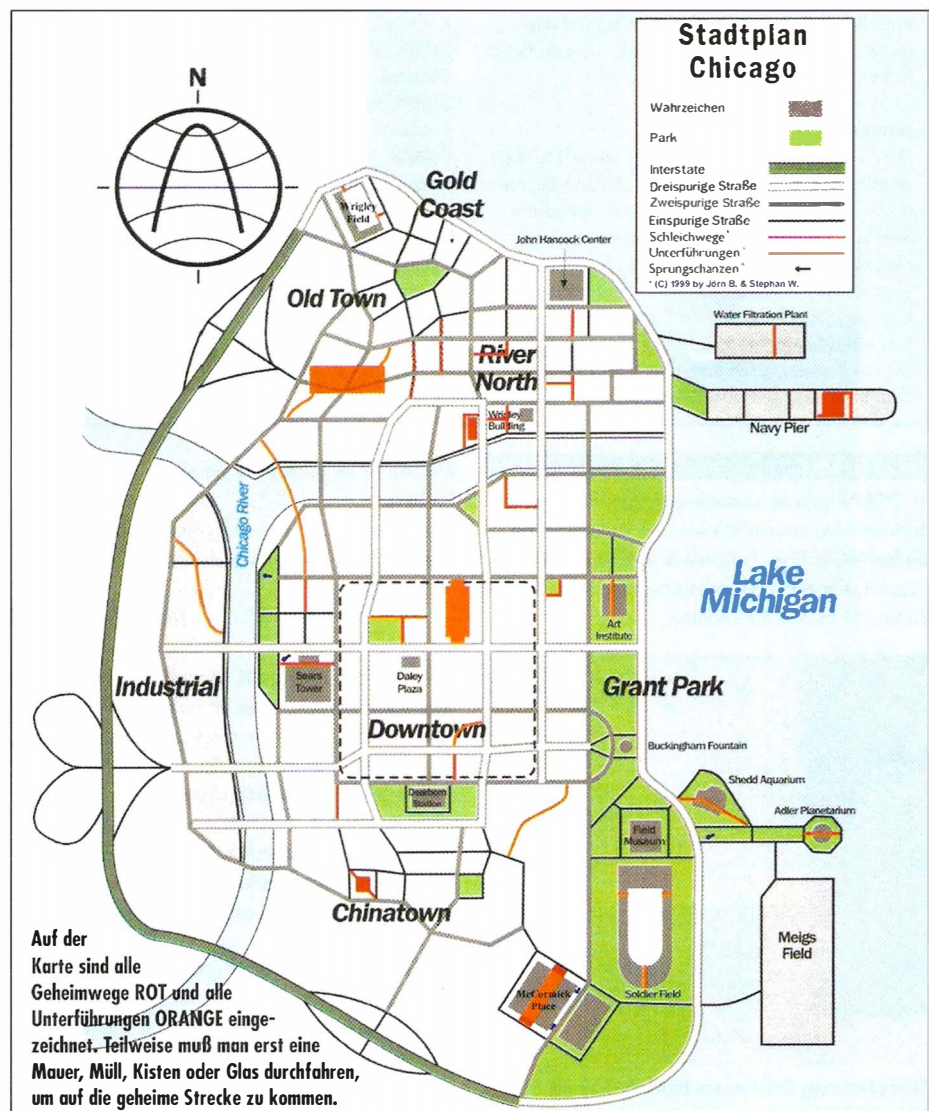 Stadtplan
Chicago
Wahrzeichen
Park
Interstate
Dreispurige Straße
Zweispurige Straße
Einspurige Straße
Schleichwege*
Unterführungen*
Sprungschanzen*
* (C) 1999 by Jörn B. & Stephan W.
N
Gold
Coast
Wrigley
Field
John Hancock Center
Old Town
Water Filtration Plant
River
North
Wrigley
Building
Navy Pier
Chicago River
Lake
Michigan
Art
Institute
Industrial
Sears
Tower
Daley
Plaza
Grant Park
Downtown
Buckingham Fountain
Shedd Aquarium
Dearborn
Station
Adler Planetarium
Field
Museum
Chinatown
Meigs
Field
McCormick
Place
Soldier Field
Auf der
Karte sind alle
Geheimwege ROT und alle
Unterführungen ORANGE einge-
zeichnet. Teilweise muß man erst eine
Mauer, Müll, Kisten oder Glas durchfahren,
um auf die geheime Strecke zu kommen.